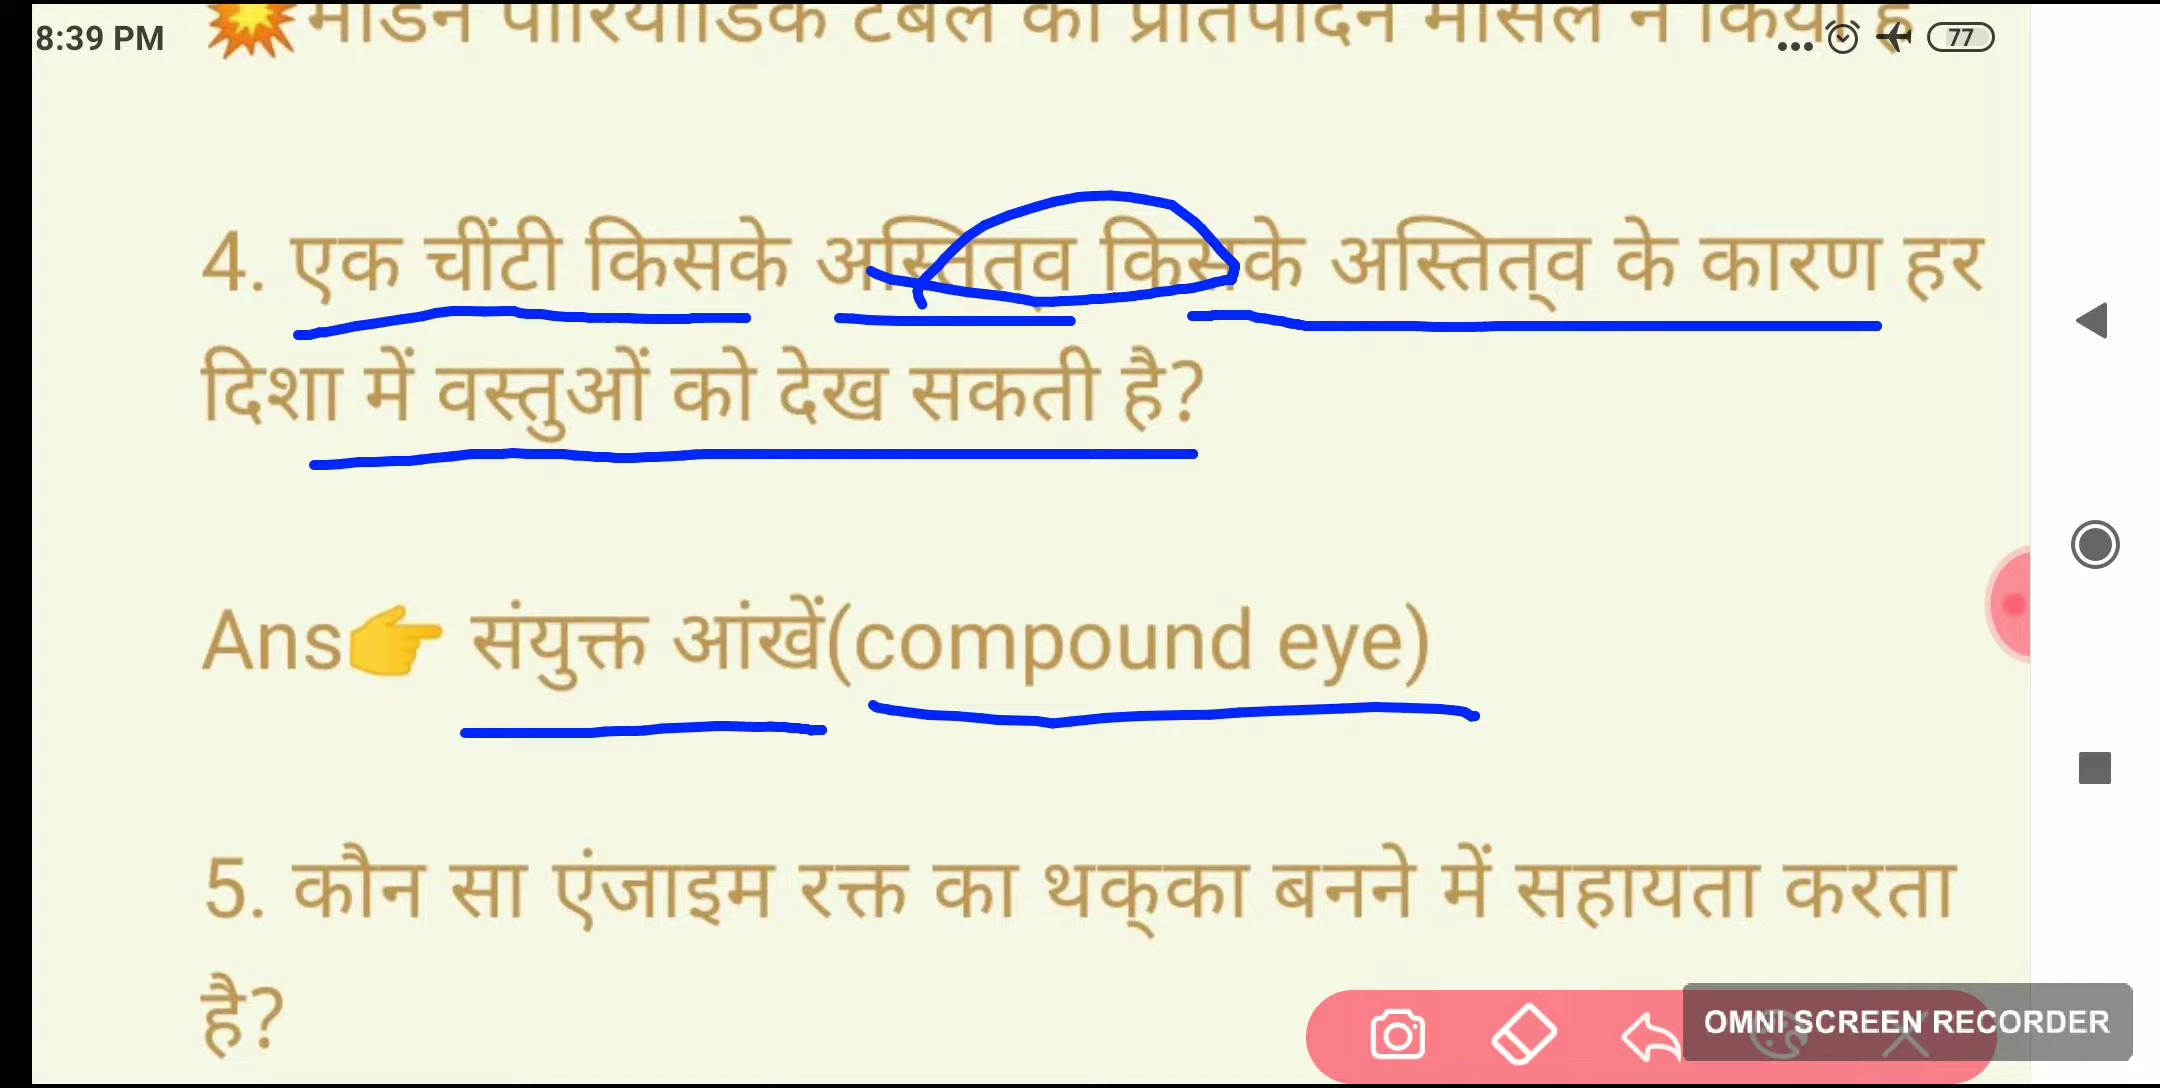 8:39 PM
77
4. एक चींटी किसके अस्तित्व किसके अस्तित्व के कारण हर
दिशा में वस्तुओं को देख सकती है?
Ans👉 संयुक्त आंखें(compound eye)
5. कौन सा एंजाइम रक्त का थक्का बनने में सहायता करता
है?
OMNI SCREEN RECORDER